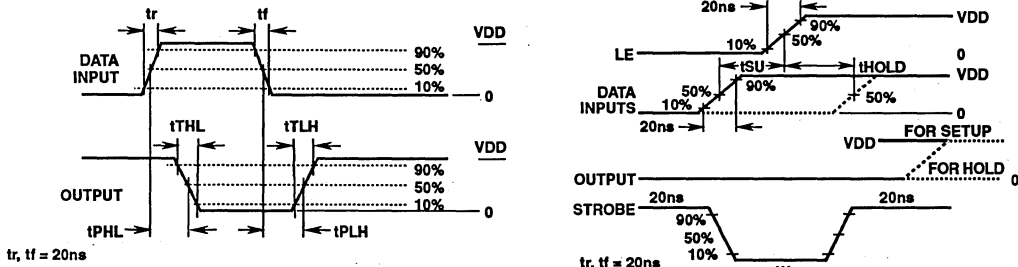 tr tf
VDD
90%
DATA INPUT
50%
10%
0
tTHL tTLH
VDD
90%
OUTPUT
50%
10%
0
tPHL tPLH
tr, tf = 20ns
20ns
VDD
90%
10% 50%
LE 0
tSU tHOLD
VDD
90%
DATA INPUTS
50% 50%
10%
0
20ns
FOR SETUP
VDD
FOR HOLD
OUTPUT 0
STROBE 20ns 20ns
90%
50%
10%
tr, tf = 20ns